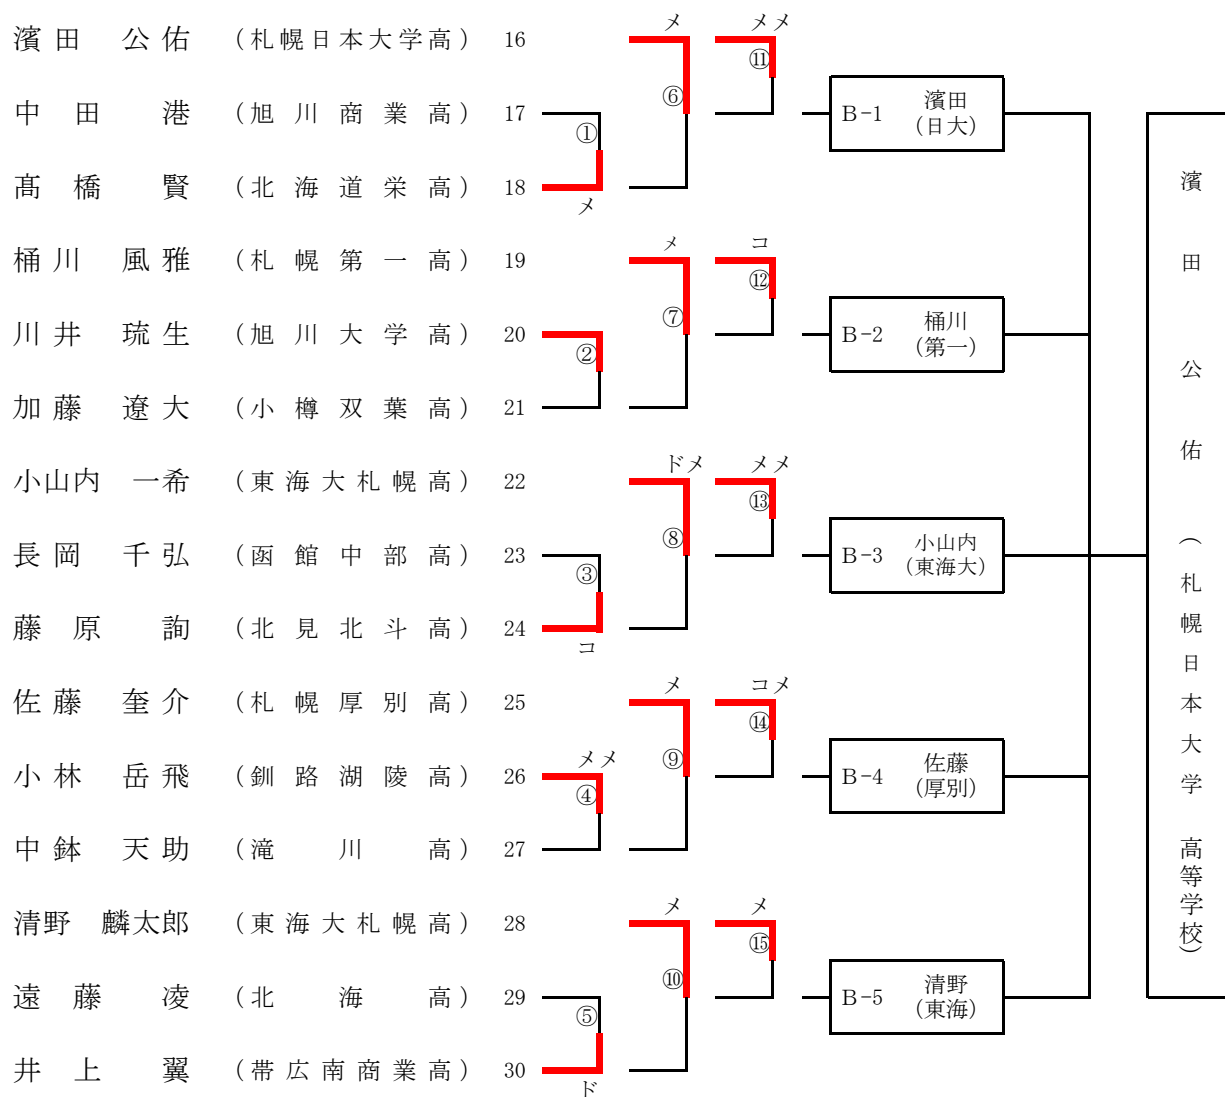 濱田 公佑 (札幌日本大学高) 16
中田 港 (旭川商業高) 17
髙橋 賢 (北海道栄高) 18
桶川 風雅 (札幌第一高) 19
川井 琉生 (旭川大学高) 20
加藤 遼大 (小樽双葉高) 21
小山内 一希 (東海大札幌高) 22
長岡 千弘 (函館中部高) 23
藤原 詢 (北見北斗高) 24
佐藤 奎介 (札幌厚別高) 25
小林 岳飛 (釧路湖陵高) 26
中鉢 天助 (滝川高) 27
清野 麟太郎 (東海大札幌高) 28
遠藤 凌 (北海高) 29
井上 翼 (帯広南商業高) 30
①
メ
②
③
コ
メメ
④
⑤
ド
メ
⑥
メ
⑦
ドメ
⑧
メ
⑨
メ
⑩
メメ
⑪
コ
⑫
メメ
⑬
コメ
⑭
メ
⑮
B-1 濱田
(日大)
B-2 桶川
(第一)
B-3 小山内
(東海大)
B-4 佐藤
(厚別)
B-5 清野
(東海)
濱田 公佑 (札幌日本大学 高等学校)